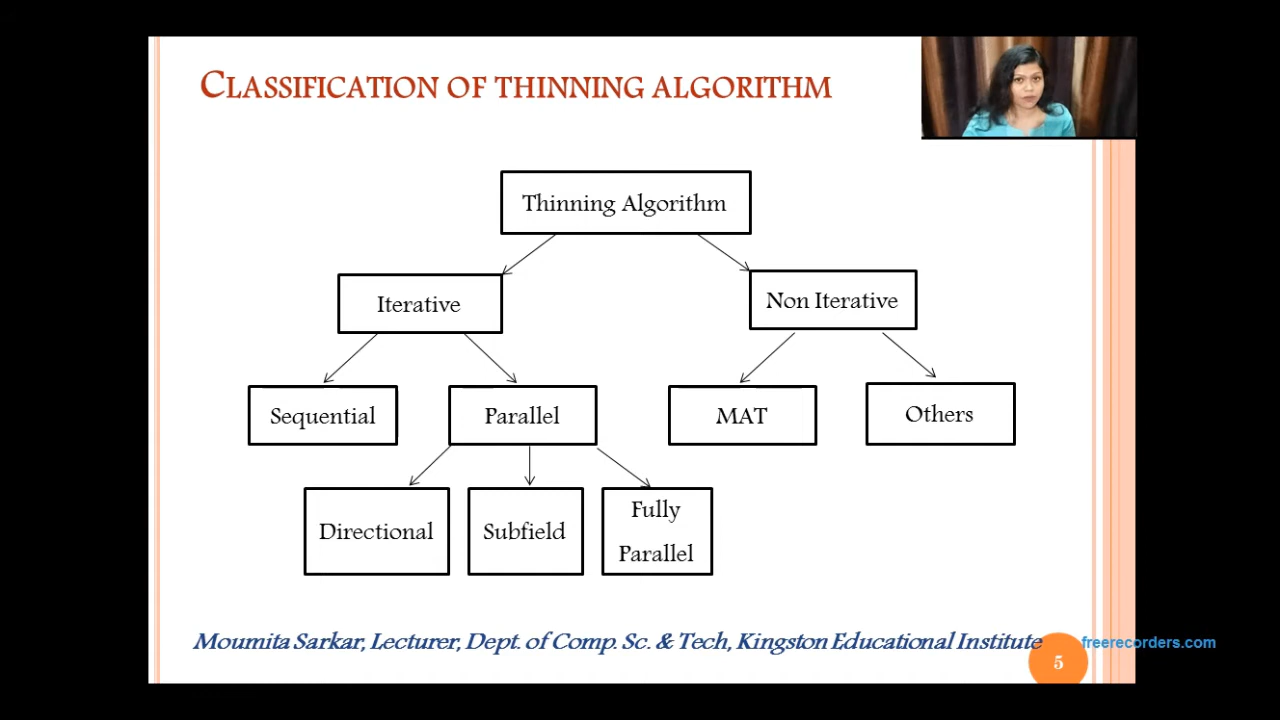 CLASSIFICATION OF THINNING ALGORITHM
Thinning Algorithm
Iterative
Non Iterative
Sequential
Parallel
MAT
Others
Directional
Subfield
Fully
Parallel
Moumita Sarkar, Lecturer, Dept. of Comp. Sc. & Tech, Kingston Educational Institute
freerecorders.com
5